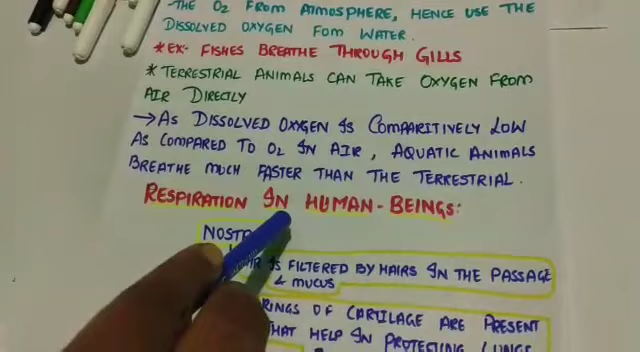 THE O2 FROM ATMOSPHERE, HENCE USE THE
DISSOLVED OXYGEN FOM WATER.
*EX- FISHES BREATHE THROUGH GILLS
* TERRESTRIAL ANIMALS CAN TAKE OXYGEN FROM
AIR DIRECTLY
→ AS DISSOLVED OXYGEN IS COMPARITIVELY LOW
AS COMPARED TO O2 IN AIR, AQUATIC ANIMALS
BREATHE MUCH FASTER THAN THE TERRESTRIAL.
RESPIRATION IN HUMAN-BEINGS:
IS FILTERED BY HAIRS IN THE PASSAGE
& MUCUS
RINGS OF CARTILAGE ARE PRESENT
THAT HELP IN PROTECTING LUNGS